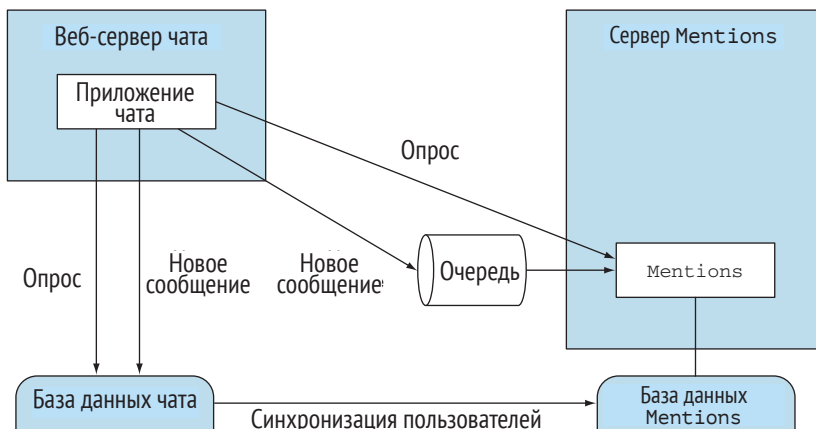 Веб-сервер чата
Сервер Mentions
Приложение
чата
Опрос
Опрос
Новое
сообщение
Новое
сообщение
Очередь
Mentions
База данных чата
Синхронизация пользователей
База данных
Mentions